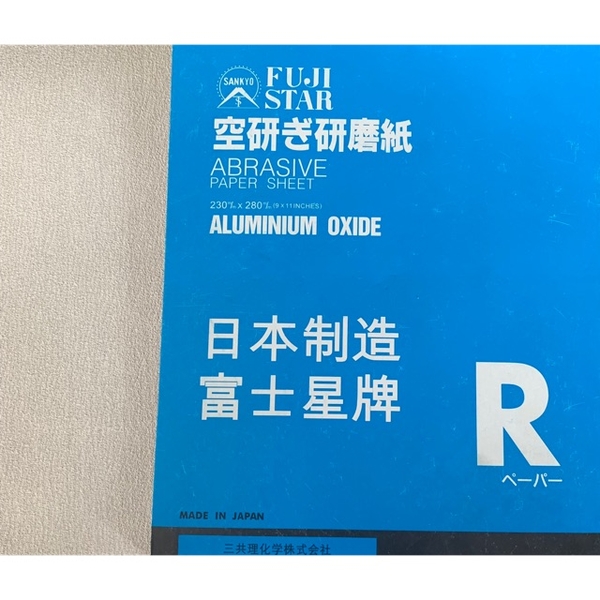 SANKYO
FUJI
STAR
空研ぎ研磨紙
ABRASIVE
PAPER SHEET
230㎜ x 280㎜ (9 x 11 INCHES)
ALUMINIUM OXIDE
日本制造
富士星牌
R
ペーパー
MADE IN JAPAN
三共理化学株式会社